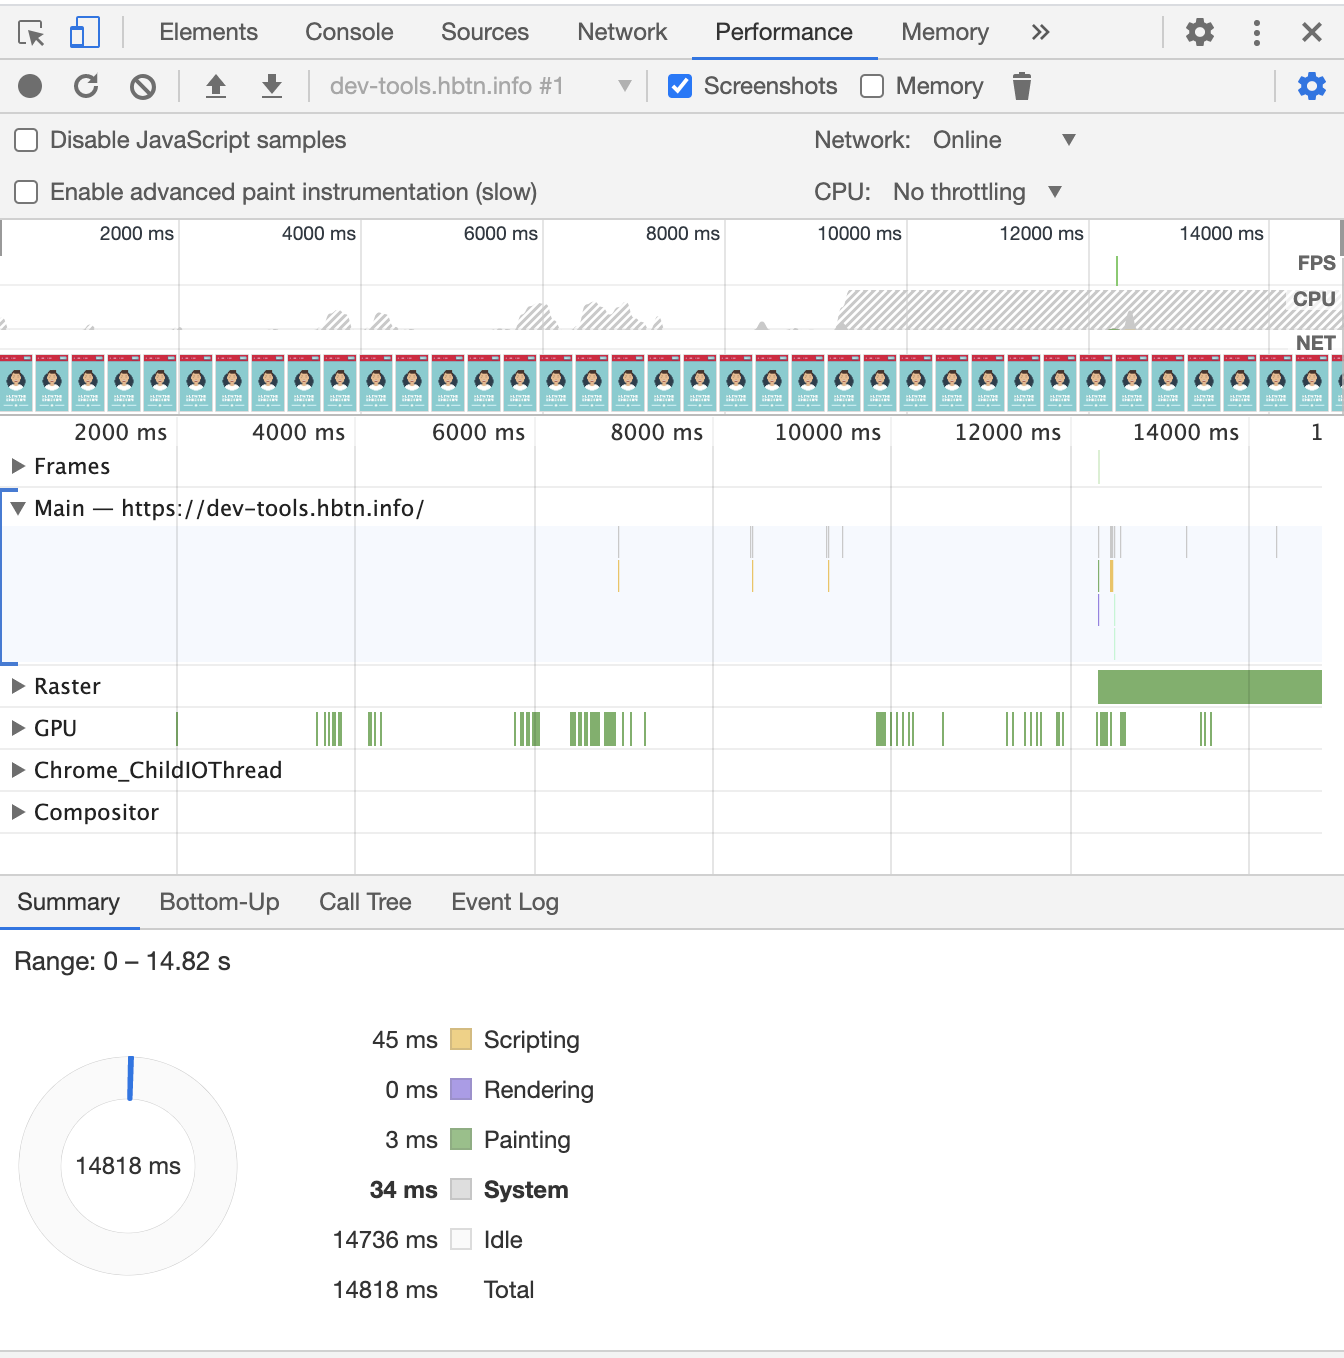 Elements Console Sources Network Performance Memory »
dev-tools.hbtn.info #1 Screenshots Memory
Disable JavaScript samples Network: Online
Enable advanced paint instrumentation (slow) CPU: No throttling
2000 ms 4000 ms 6000 ms 8000 ms 10000 ms 12000 ms 14000 ms
FPS
CPU
NET
2000 ms 4000 ms 6000 ms 8000 ms 10000 ms 12000 ms 14000 ms 1
Frames
Main — https://dev-tools.hbtn.info/
Raster
GPU
Chrome_ChildIOThread
Compositor
Summary Bottom-Up Call Tree Event Log
Range: 0 – 14.82 s
45 ms Scripting
0 ms Rendering
3 ms Painting
14818 ms
34 ms System
14736 ms Idle
14818 ms Total